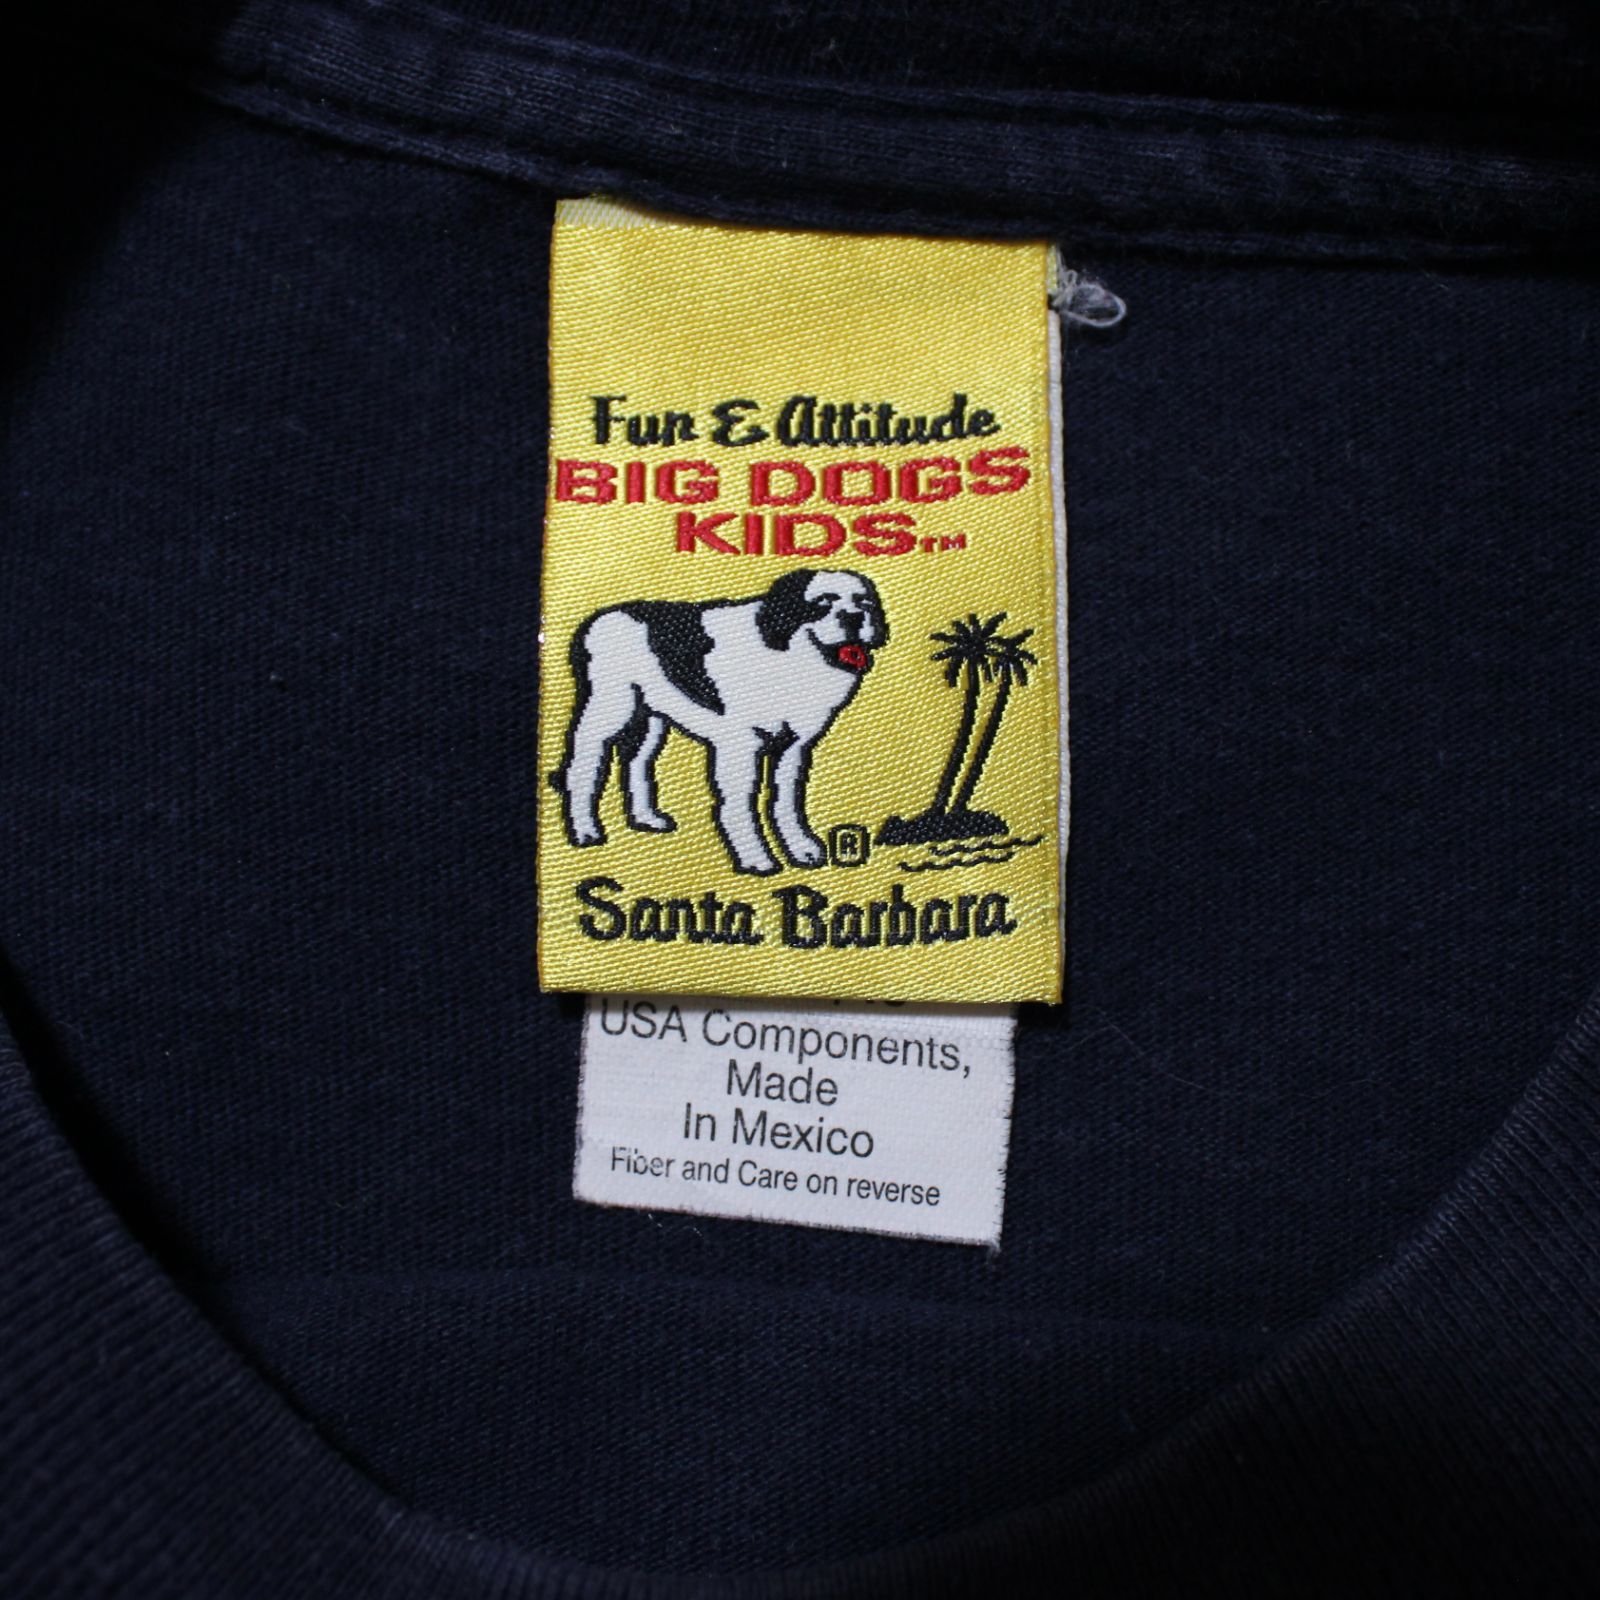 Fun & Attitude
BIG DOGS
KIDS™
®
Santa Barbara
USA Components,
Made
In Mexico
Fiber and Care on reverse